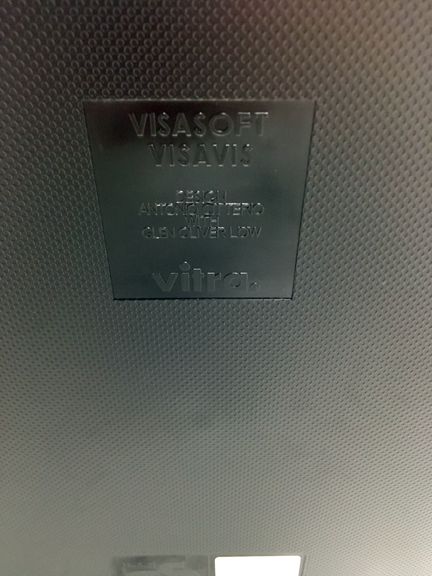 VISASOFT
VISAVIS
DESIGN
ANTONIO CITTERIO
WITH
GLEN OLIVER LÖW
vitra.